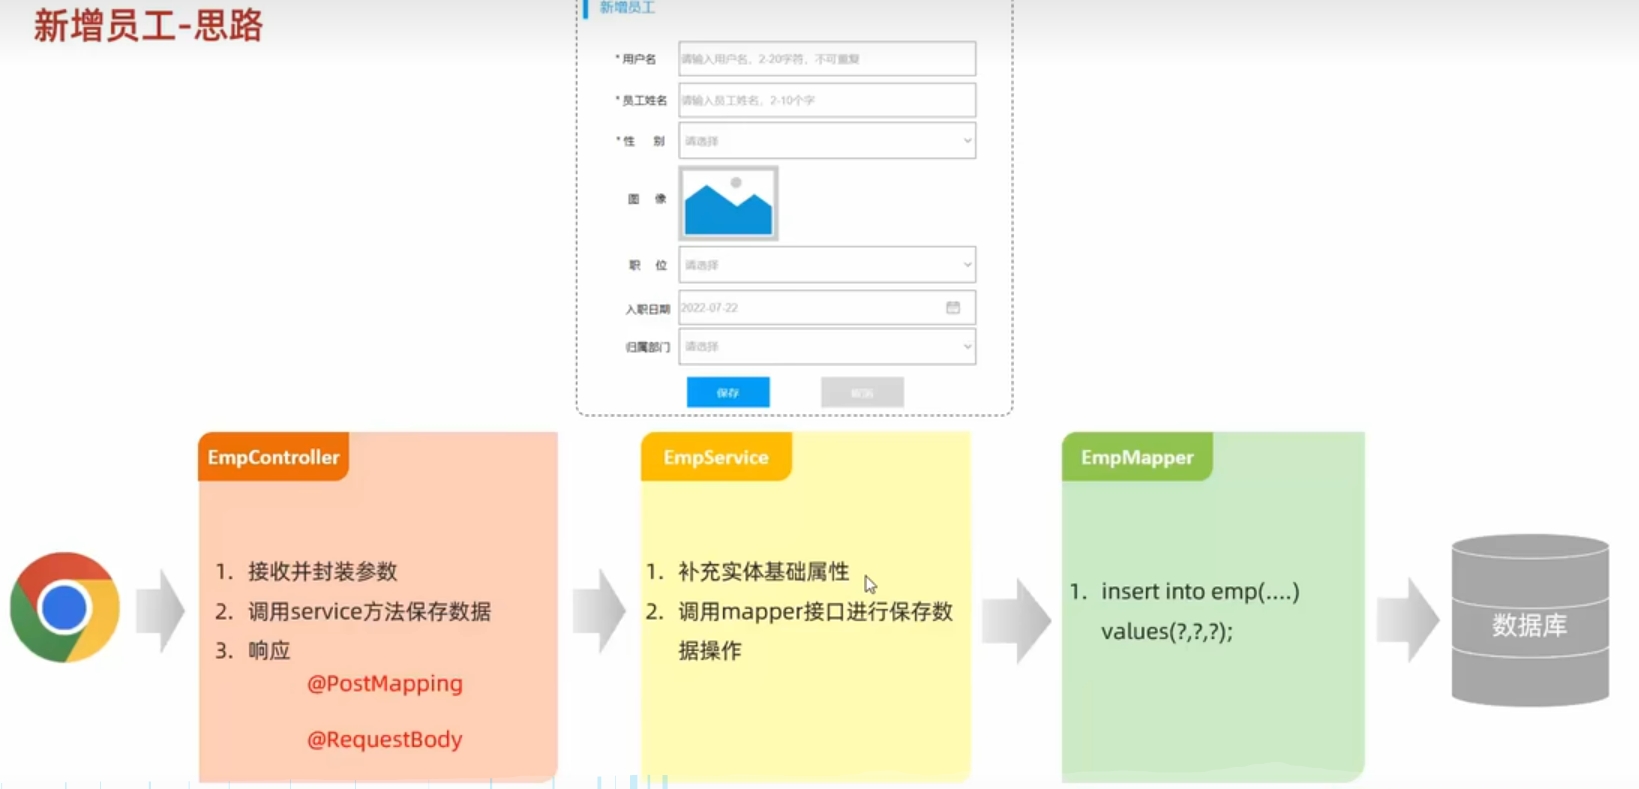 新增员工-思路
新增员工
* 用户名
请输入用户名，2-20字符，不可重复
* 员工姓名
请输入员工姓名，2-10个字
* 性 别
请选择
图 像
职 位
请选择
入职日期
2022-07-22
归属部门
请选择
保存
EmpController
1. 接收并封装参数
2. 调用service方法保存数据
3. 响应
@PostMapping
@RequestBody
EmpService
1. 补充实体基础属性
2. 调用mapper接口进行保存数
据操作
EmpMapper
1. insert into emp(....)
values(?,?,?);
数据库